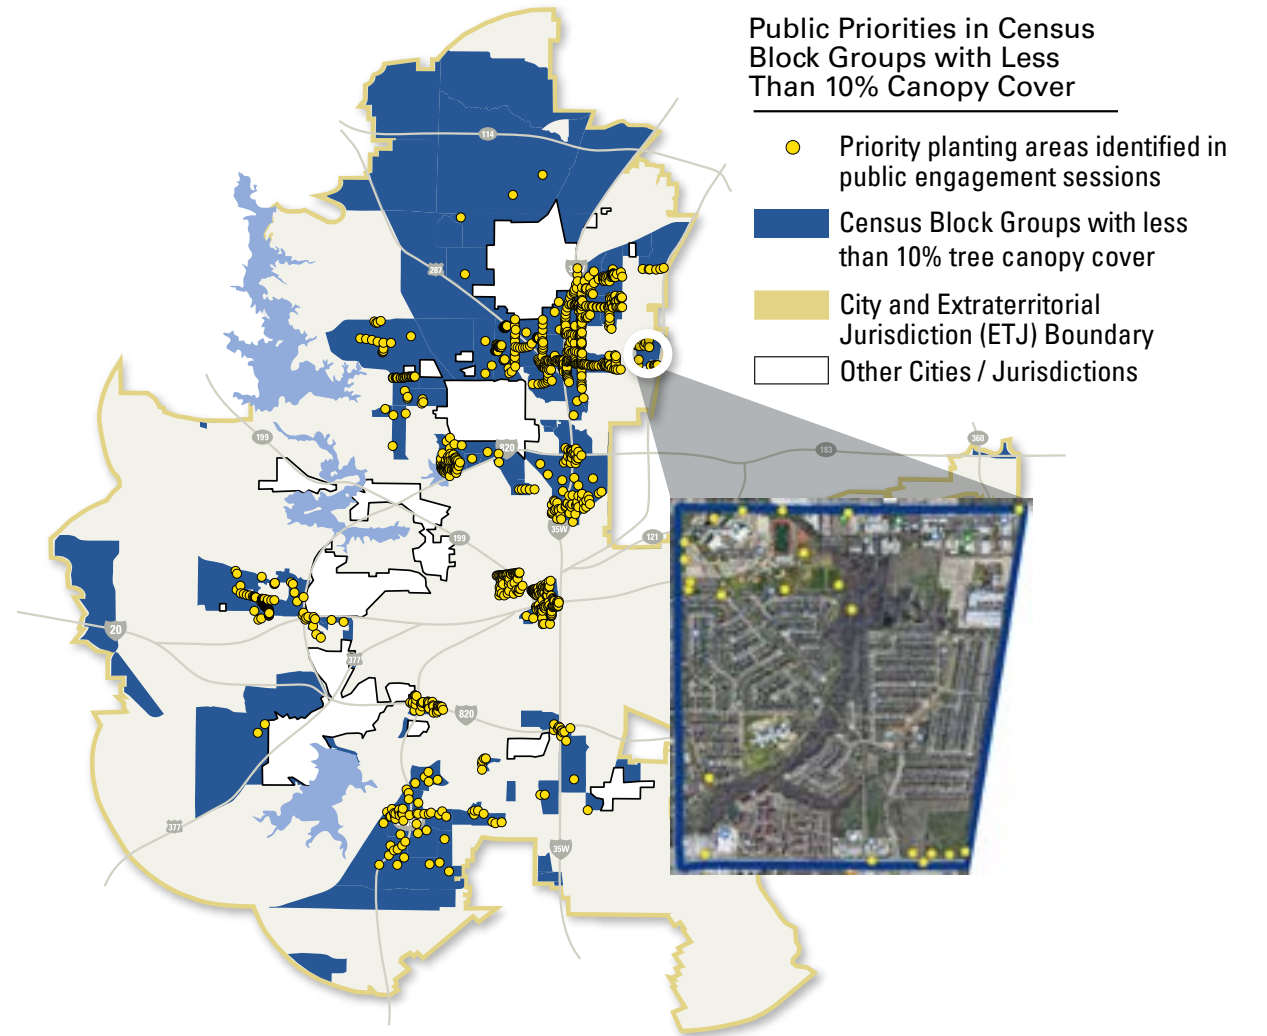 Public Priorities in Census
Block Groups with Less
Than 10% Canopy Cover
Priority planting areas identified in
public engagement sessions
Census Block Groups with less
than 10% tree canopy cover
City and Extraterritorial
Jurisdiction (ETJ) Boundary
Other Cities / Jurisdictions
114
287
199
820
183
360
35W
199
121
20
377
820
377
35W